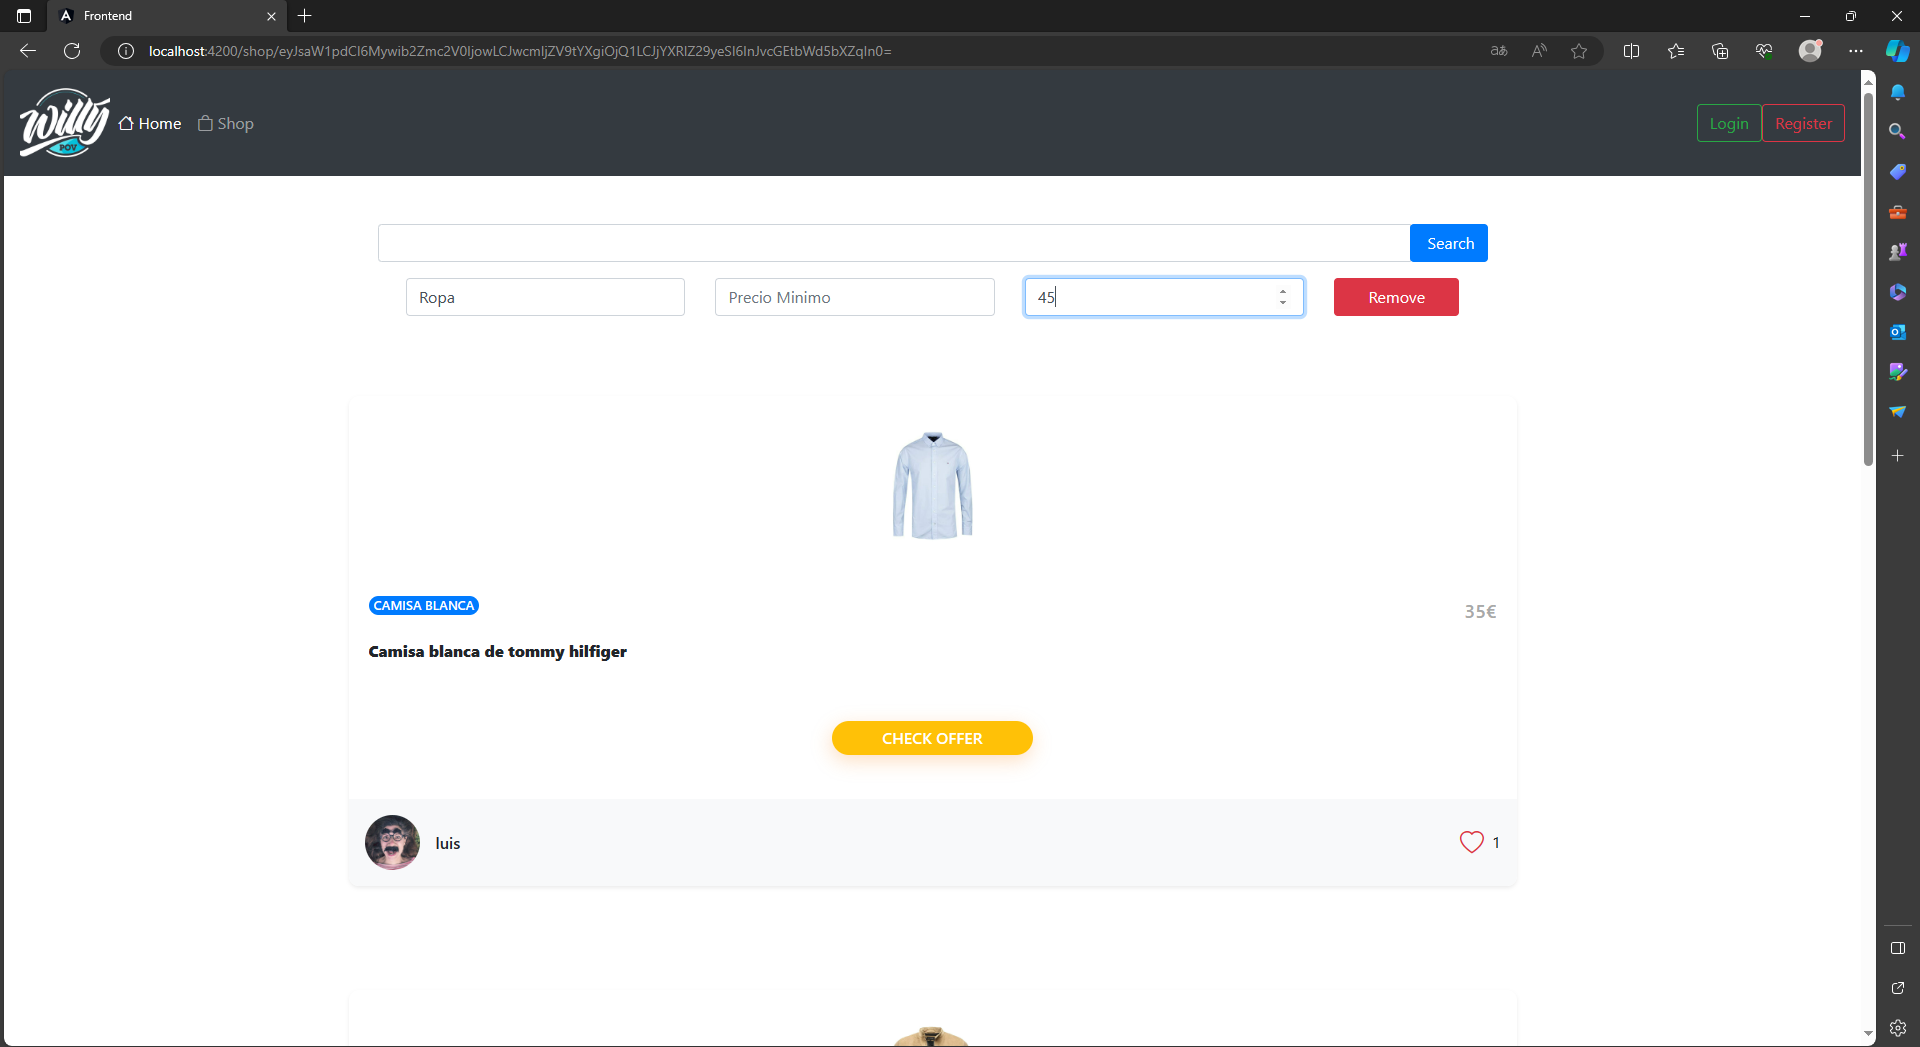 Frontend
localhost:4200/shop/eyJsaW1pdCI6Mywib2Zmc2V0IjowLCJwcmljZV9tYXgiOjQ1LCJjYXRlZ29yeSI6InJvcGEtbWd5bXZqIn0=
Willy
POV
Home
Shop
Login
Register
Search
Ropa
Precio Minimo
45
Remove
CAMISA BLANCA
35€
Camisa blanca de tommy hilfiger
CHECK OFFER
luis
1